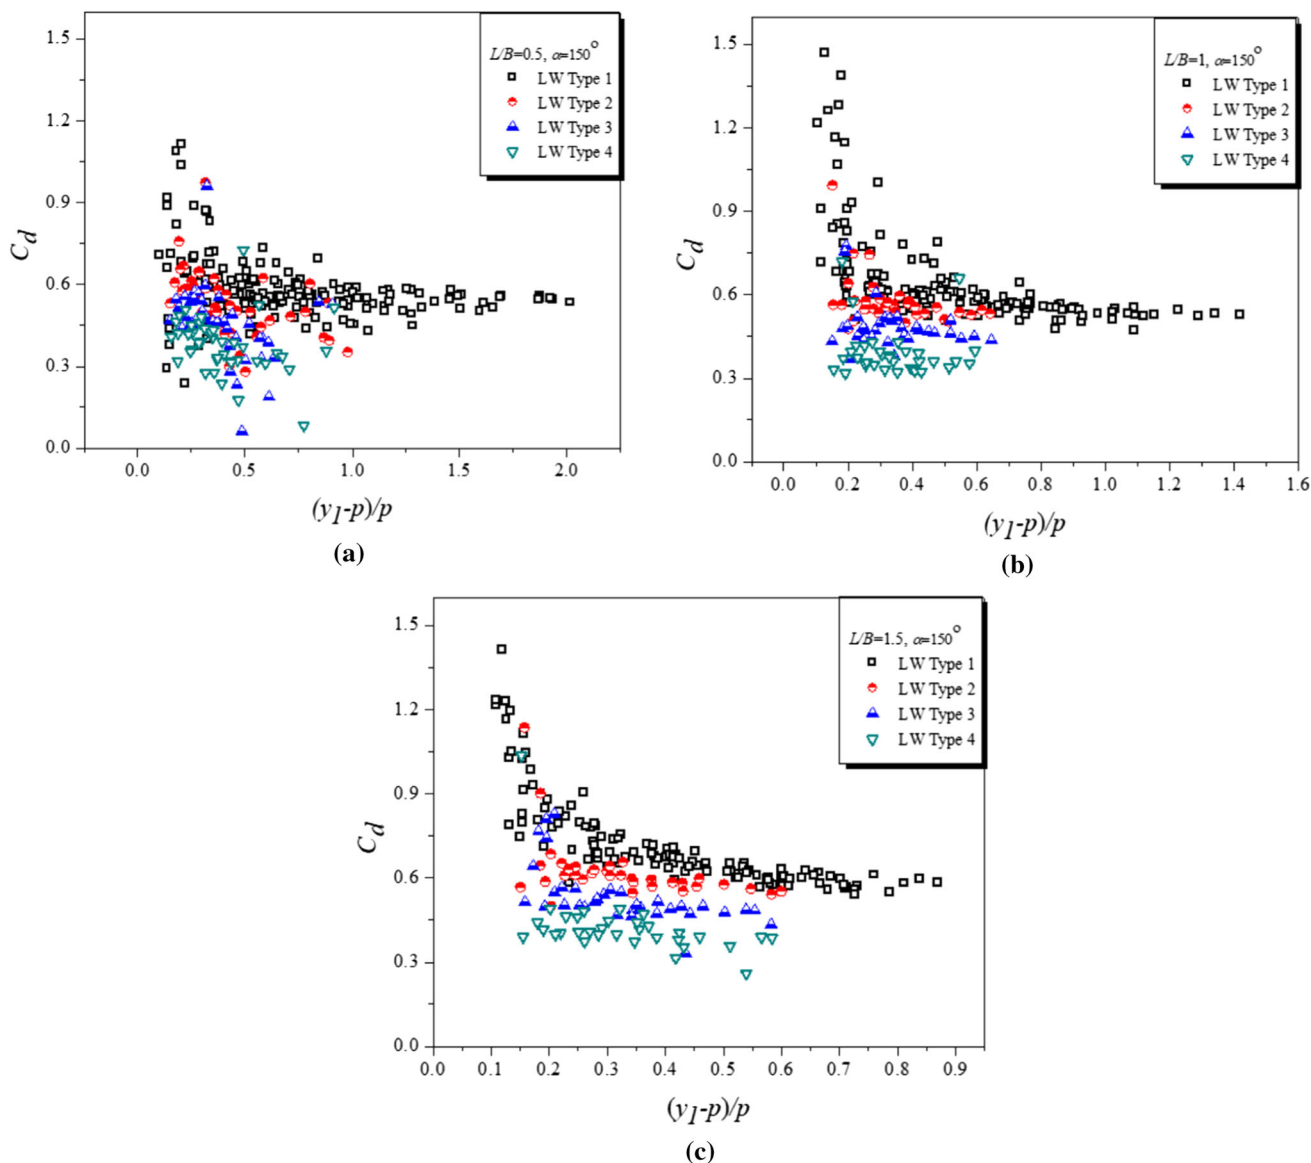 1.5
1.2
0.9
0.6
0.3
0.0
C_d
0.0 0.5 1.0 1.5 2.0
(y_1-p)/p
L/B=0.5, α=150°
LW Type 1
LW Type 2
LW Type 3
LW Type 4
(a)
1.5
1.2
0.9
0.6
0.3
0.0
C_d
0.0 0.2 0.4 0.6 0.8 1.0 1.2 1.4 1.6
(y_1-p)/p
L/B=1, α=150°
LW Type 1
LW Type 2
LW Type 3
LW Type 4
(b)
1.5
1.2
0.9
0.6
0.3
0.0
C_d
0.0 0.1 0.2 0.3 0.4 0.5 0.6 0.7 0.8 0.9
(y_1-p)/p
L/B=1.5, α=150°
LW Type 1
LW Type 2
LW Type 3
LW Type 4
(c)